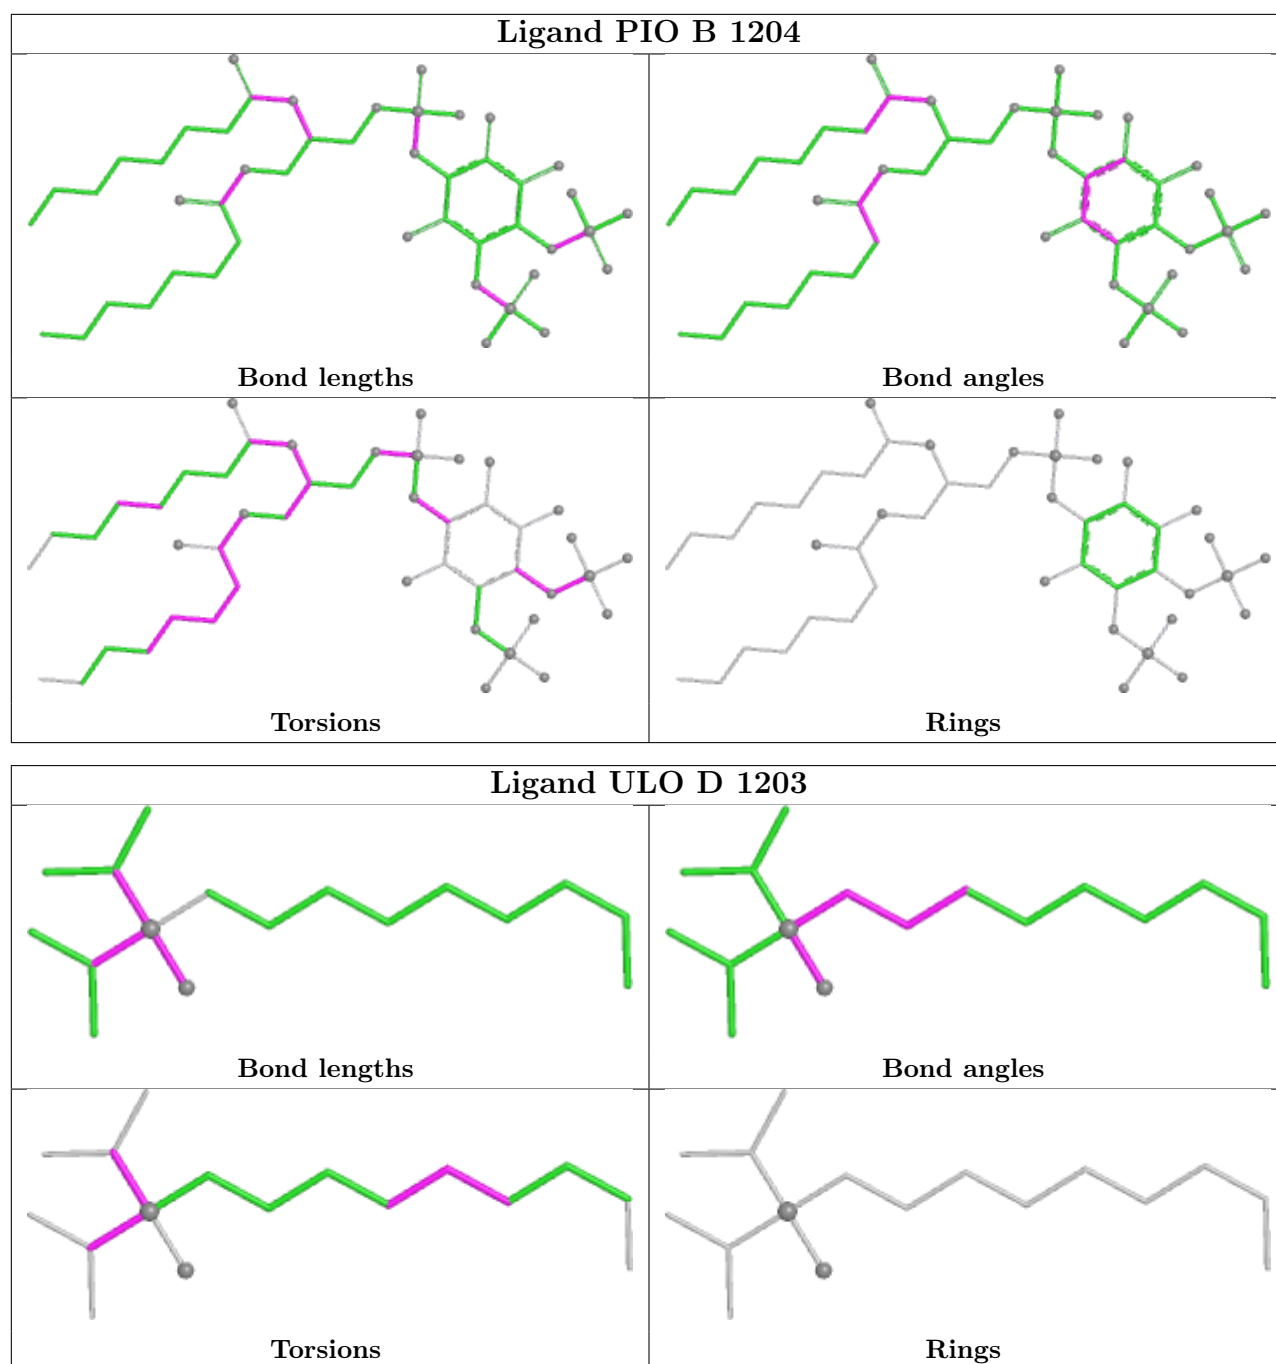 Ligand PIO B 1204
Bond lengths
Bond angles
Torsions
Rings
Ligand ULO D 1203
Bond lengths
Bond angles
Torsions
Rings